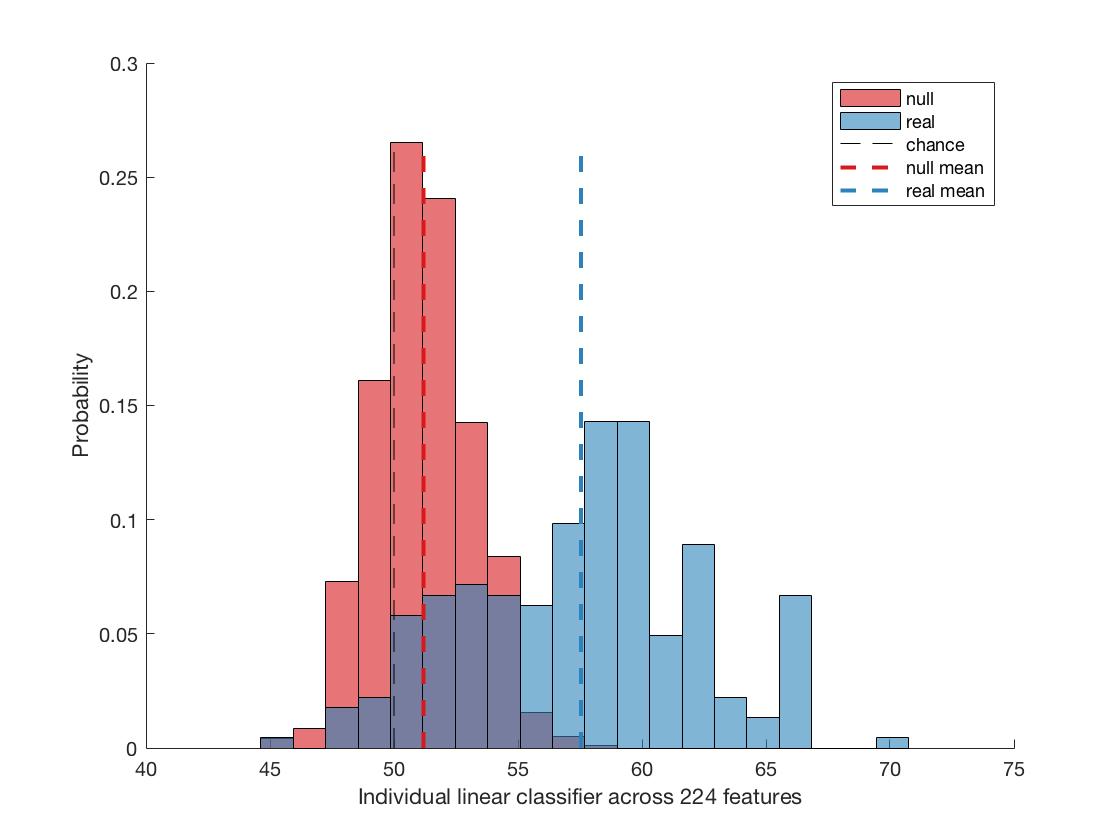 0.3
0.25
0.2
0.15
0.1
0.05
0
Probability
40 45 50 55 60 65 70 75
Individual linear classifier across 224 features
null
real
chance
null mean
real mean